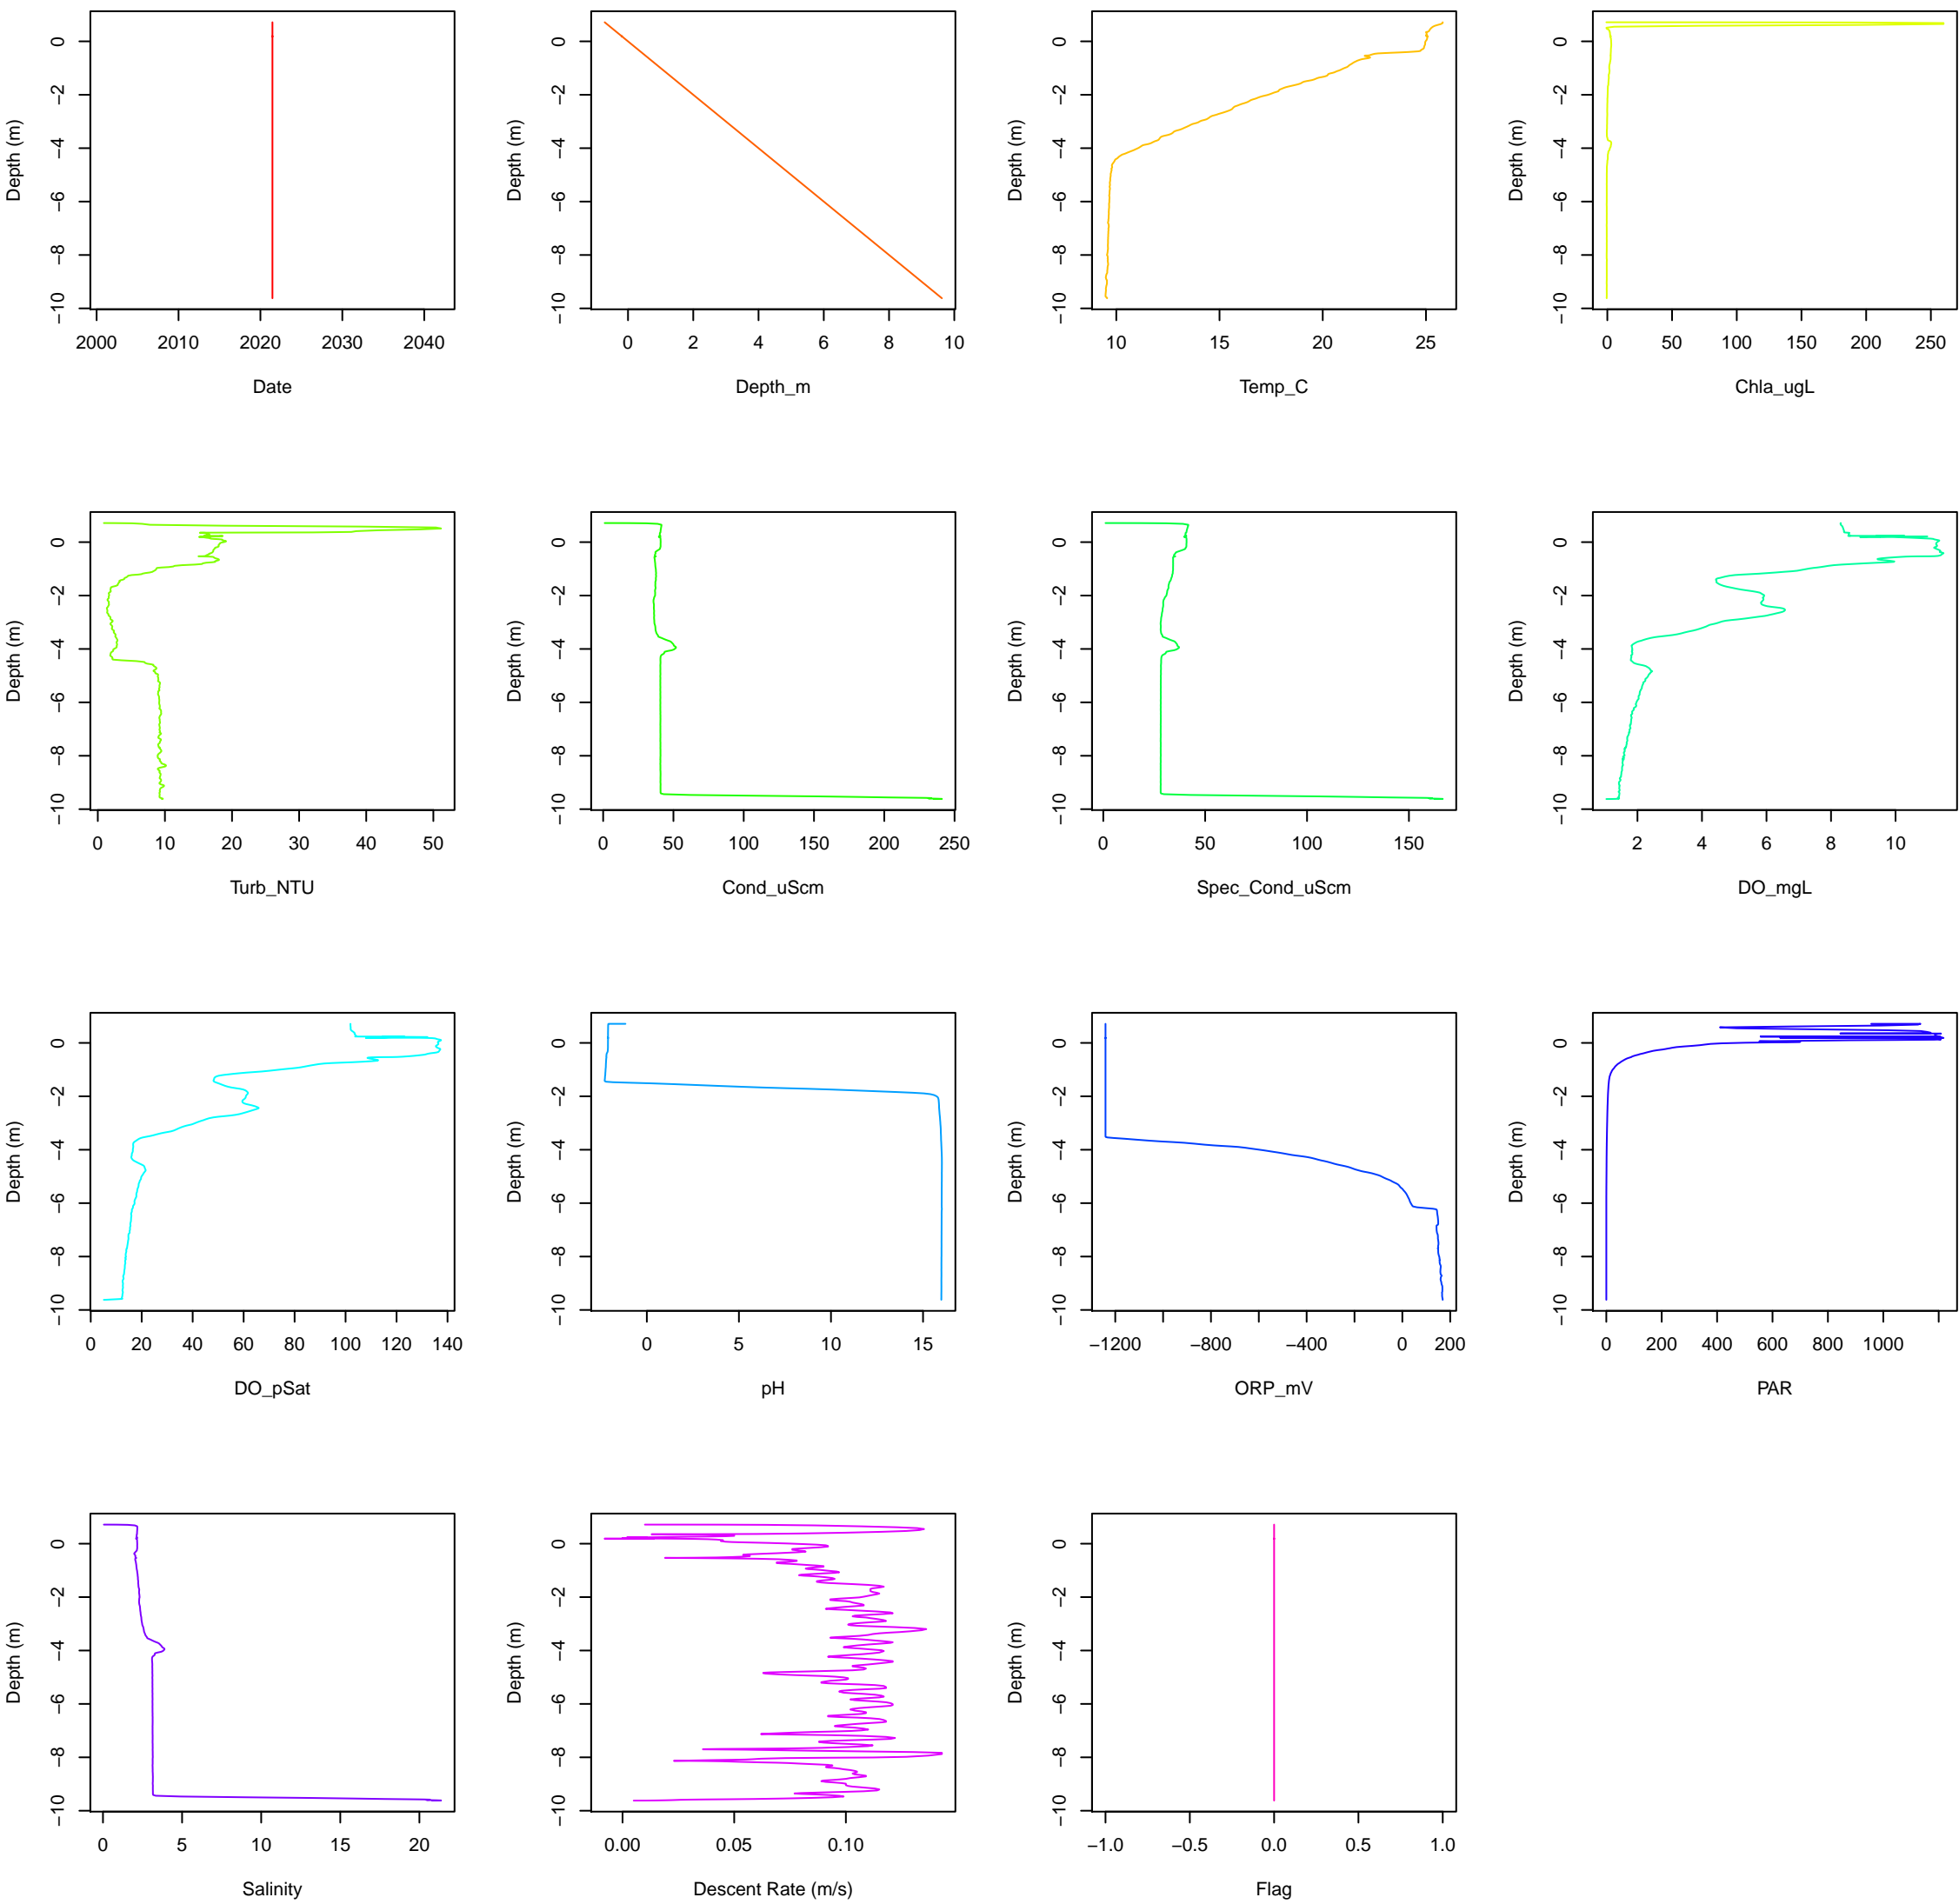 Depth (m)
0
−2
−4
−6
−8
−10
2000 2010 2020 2030 2040
Date
Depth (m)
0
−2
−4
−6
−8
−10
0 2 4 6 8 10
Depth_m
Depth (m)
0
−2
−4
−6
−8
−10
10 15 20 25
Temp_C
Depth (m)
0
−2
−4
−6
−8
−10
0 50 100 150 200 250
Chla_ugL
Depth (m)
0
−2
−4
−6
−8
−10
0 10 20 30 40 50
Turb_NTU
Depth (m)
0
−2
−4
−6
−8
−10
0 50 100 150 200 250
Cond_uScm
Depth (m)
0
−2
−4
−6
−8
−10
0 50 100 150
Spec_Cond_uScm
Depth (m)
0
−2
−4
−6
−8
−10
2 4 6 8 10
DO_mgL
Depth (m)
0
−2
−4
−6
−8
−10
0 20 40 60 80 100 120 140
DO_pSat
Depth (m)
0
−2
−4
−6
−8
−10
0 5 10 15
pH
Depth (m)
0
−2
−4
−6
−8
−10
−1200 −800 −400 0 200
ORP_mV
Depth (m)
0
−2
−4
−6
−8
−10
0 200 400 600 800 1000
PAR
Depth (m)
0
−2
−4
−6
−8
−10
0 5 10 15 20
Salinity
Depth (m)
0
−2
−4
−6
−8
−10
0.00 0.05 0.10
Descent Rate (m/s)
Depth (m)
0
−2
−4
−6
−8
−10
−1.0 −0.5 0.0 0.5 1.0
Flag